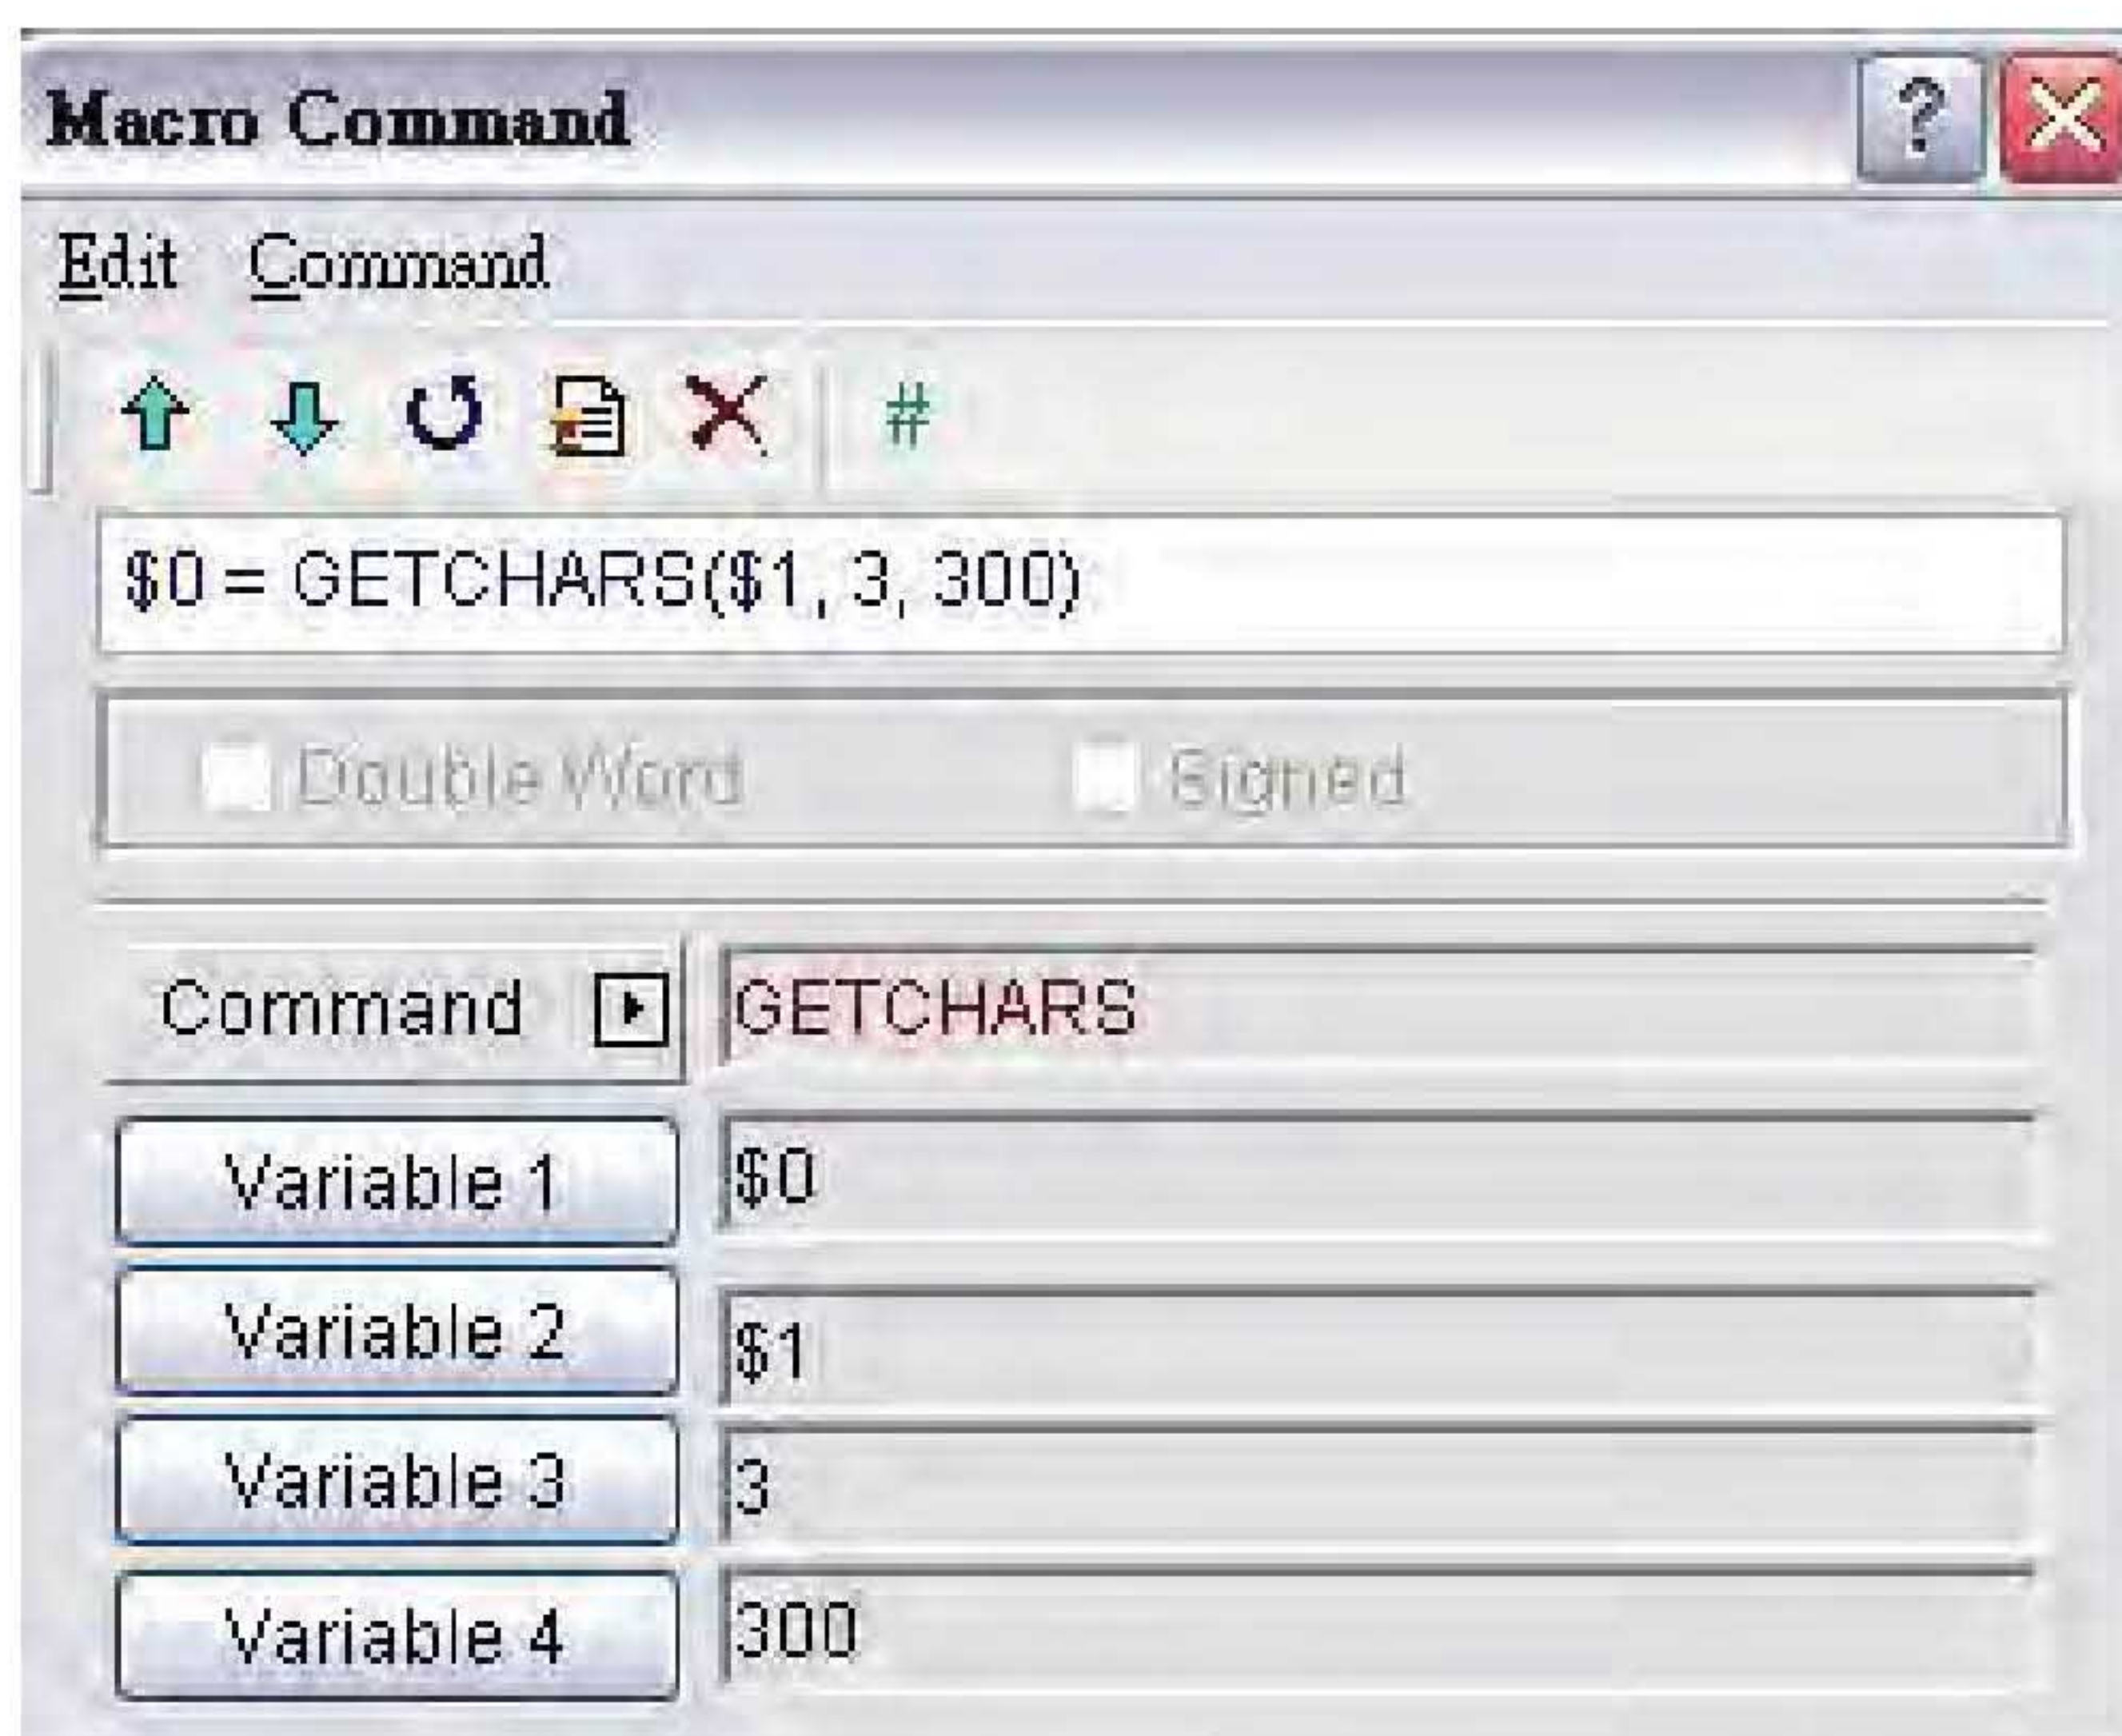 Macro Command ?
Edit Command
#
$0 = GETCHARS($1, 3, 300)
Double Word Signed
Command GETCHARS
Variable 1 $0
Variable 2 $1
Variable 3 3
Variable 4 300